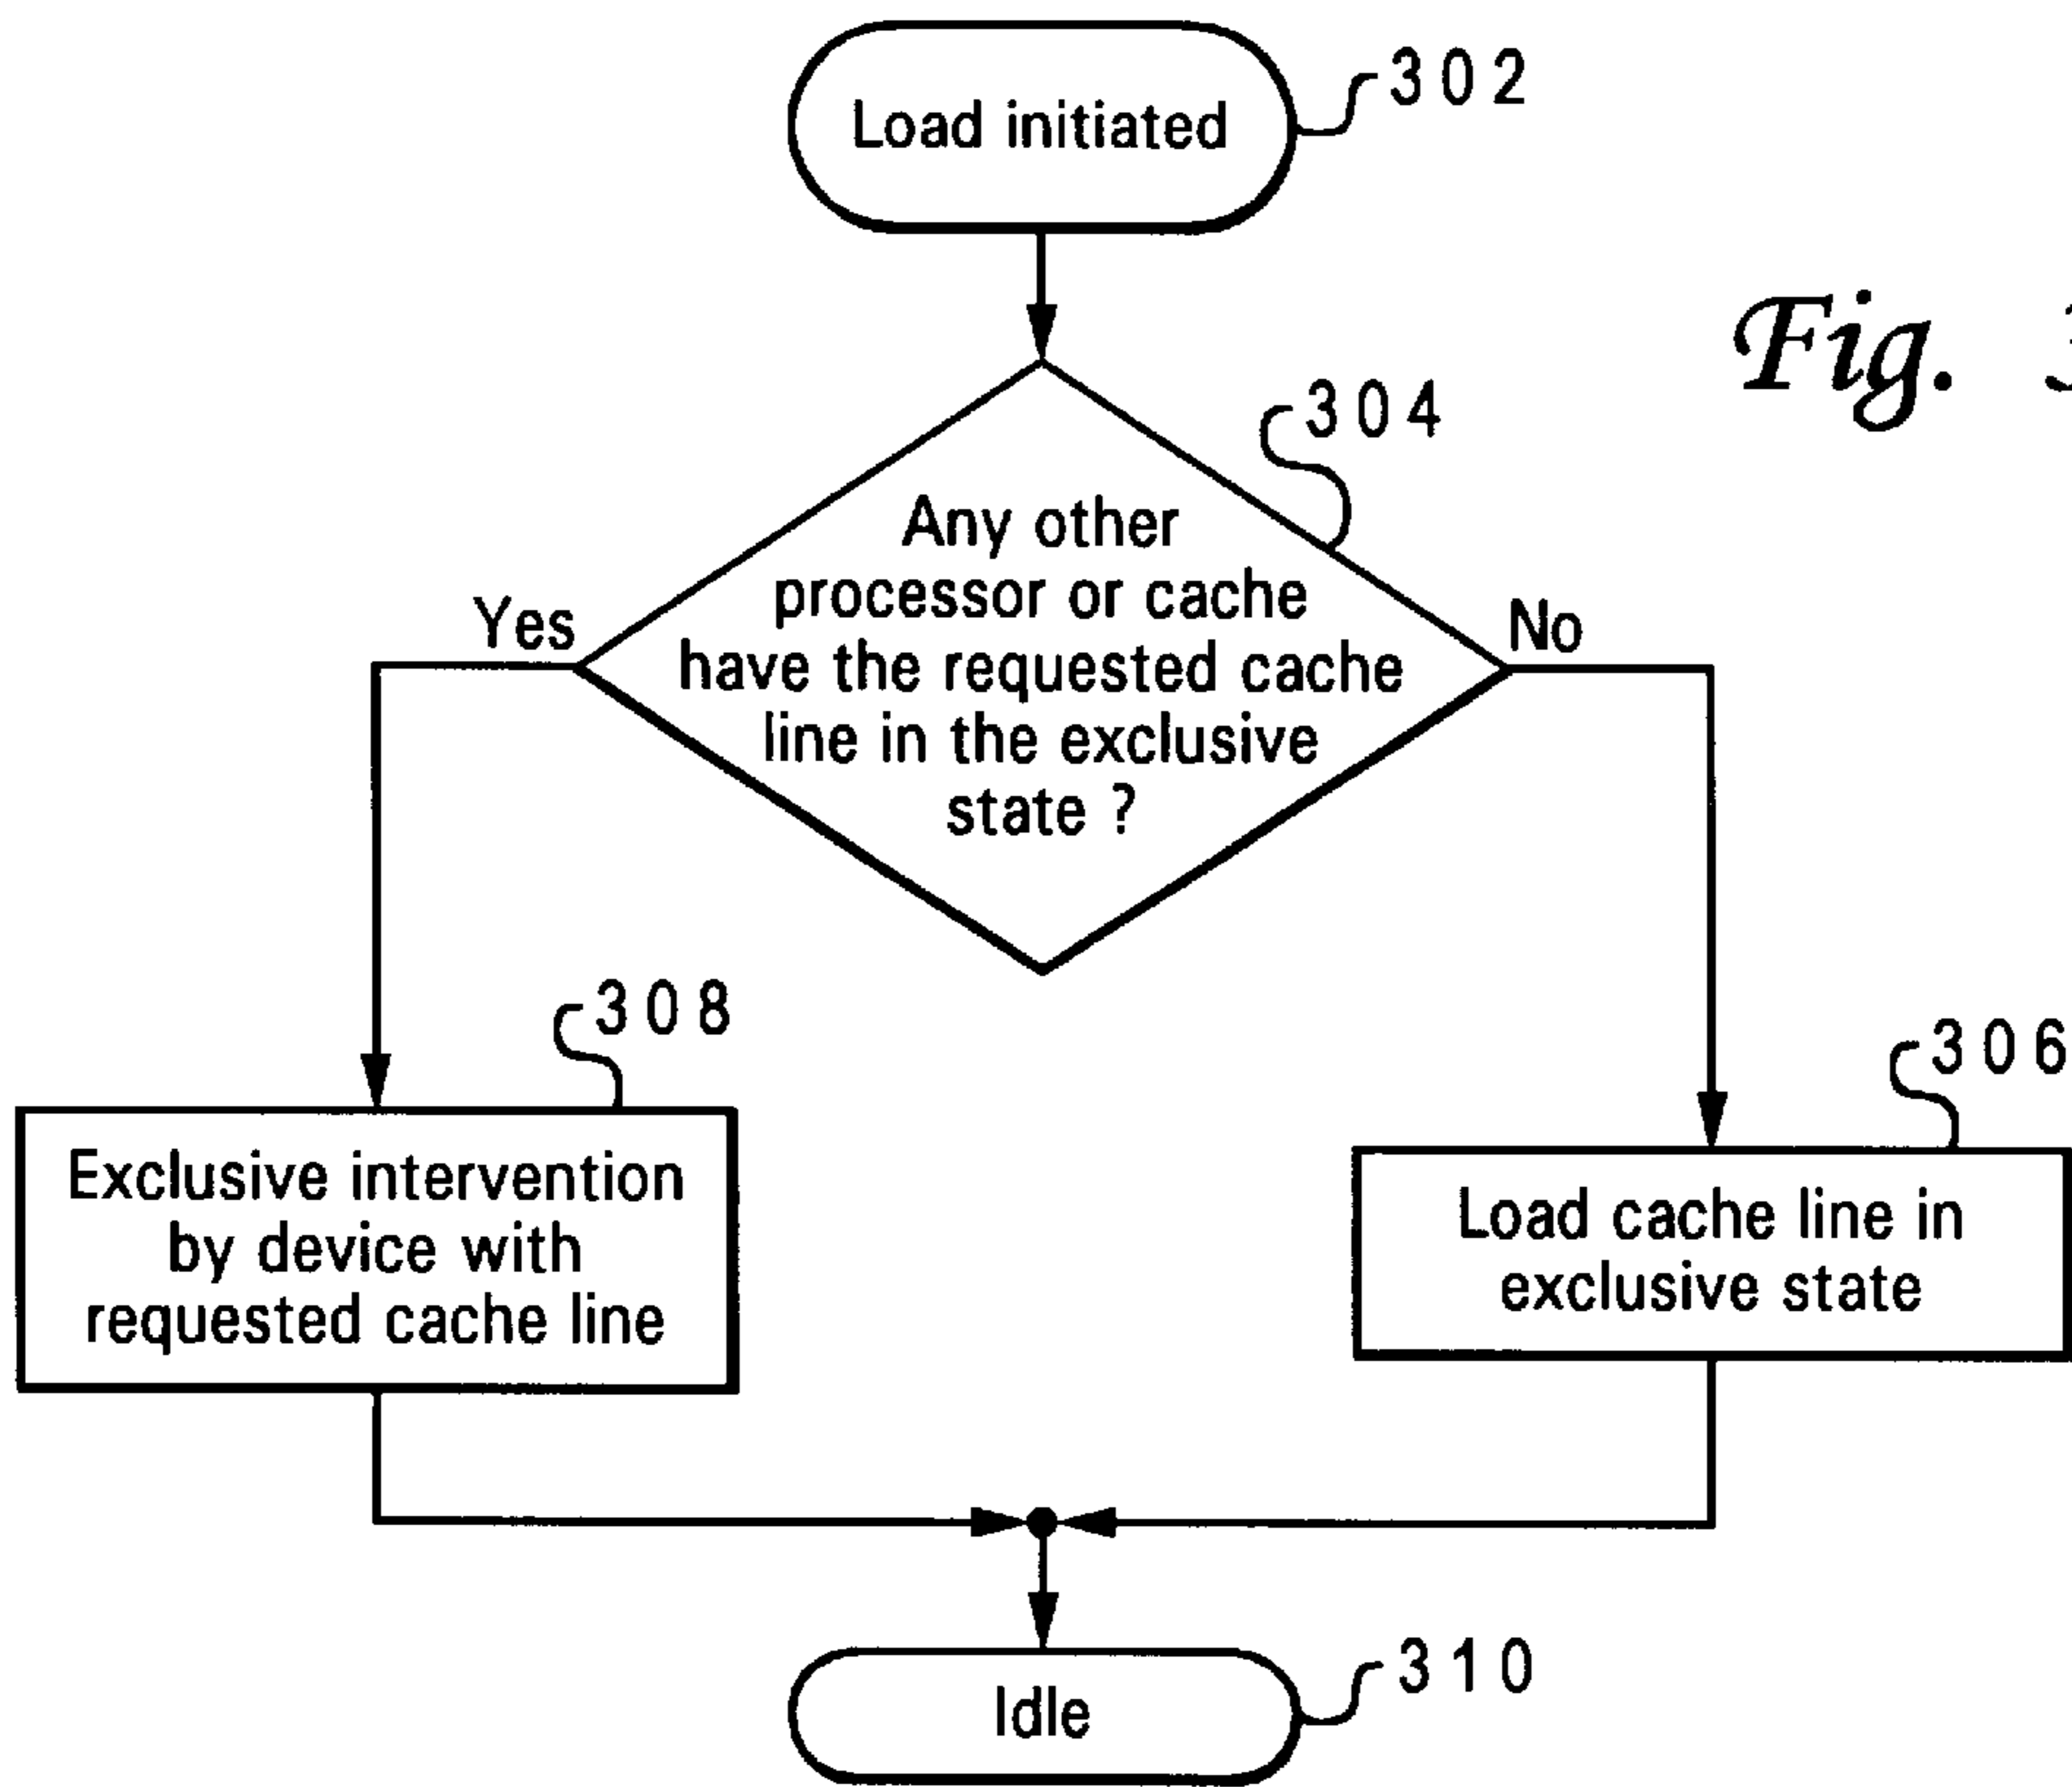 Load initiated
302
Fig. 3
304
Any other
processor or cache
have the requested cache
line in the exclusive
state ?
Yes
No
308
306
Exclusive intervention
by device with
requested cache line
Load cache line in
exclusive state
Idle
310